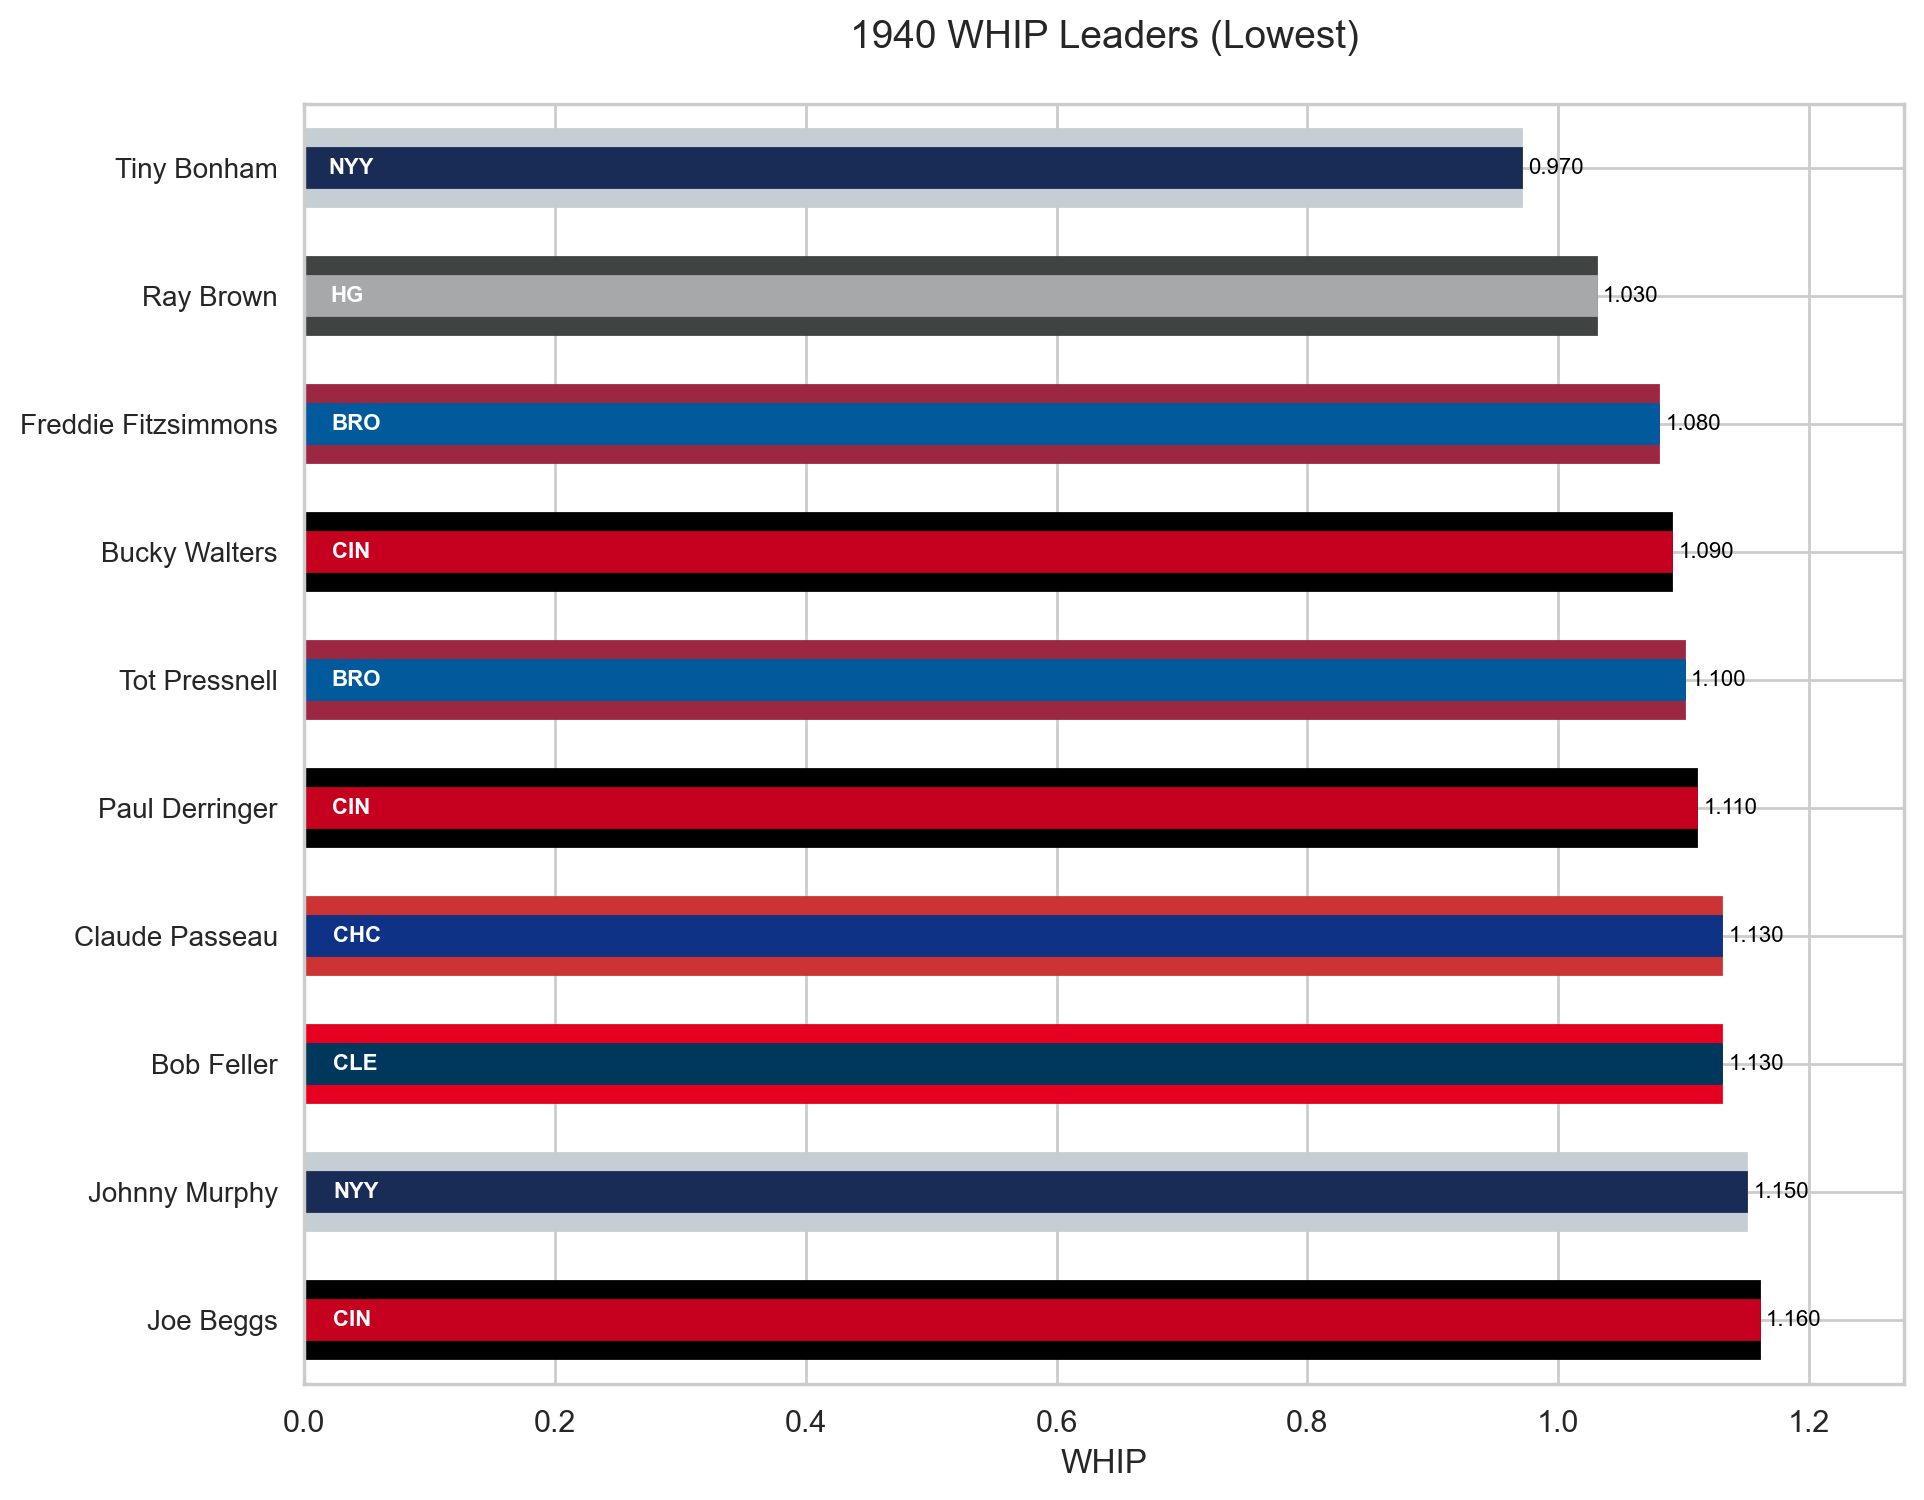 1940 WHIP Leaders (Lowest)
Tiny Bonham NYY 0.970
Ray Brown HG 1.030
Freddie Fitzsimmons BRO 1.080
Bucky Walters CIN 1.090
Tot Pressnell BRO 1.100
Paul Derringer CIN 1.110
Claude Passeau CHC 1.130
Bob Feller CLE 1.130
Johnny Murphy NYY 1.150
Joe Beggs CIN 1.160
0.0 0.2 0.4 0.6 0.8 1.0 1.2
WHIP